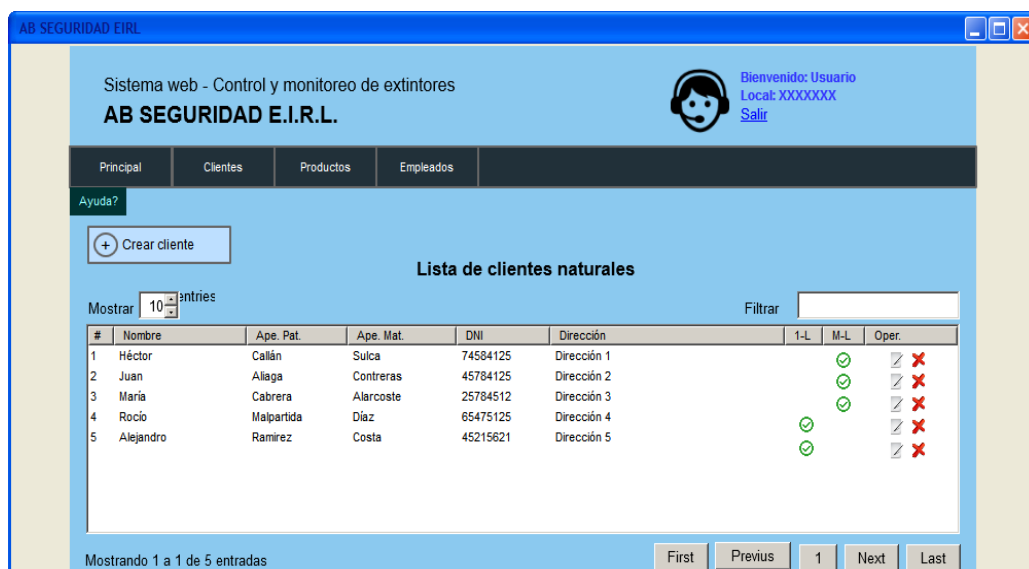 AB SEGURIDAD EIRL
Sistema web - Control y monitoreo de extintores
AB SEGURIDAD E.I.R.L.
Bienvenido: Usuario
Local: XXXXXXX
Salir
Principal Clientes Productos Empleados
Ayuda?
Crear cliente
Lista de clientes naturales
Mostrar 10 entries Filtrar
# Nombre Ape. Pat. Ape. Mat. DNI Dirección 1-L M-L Oper.
1 Héctor Callán Sulca 74584125 Dirección 1
2 Juan Aliaga Contreras 45784125 Dirección 2
3 María Cabrera Alarcoste 25784512 Dirección 3
4 Rocío Malpartida Díaz 65475125 Dirección 4
5 Alejandro Ramirez Costa 45215621 Dirección 5
Mostrando 1 a 1 de 5 entradas First Previus 1 Next Last